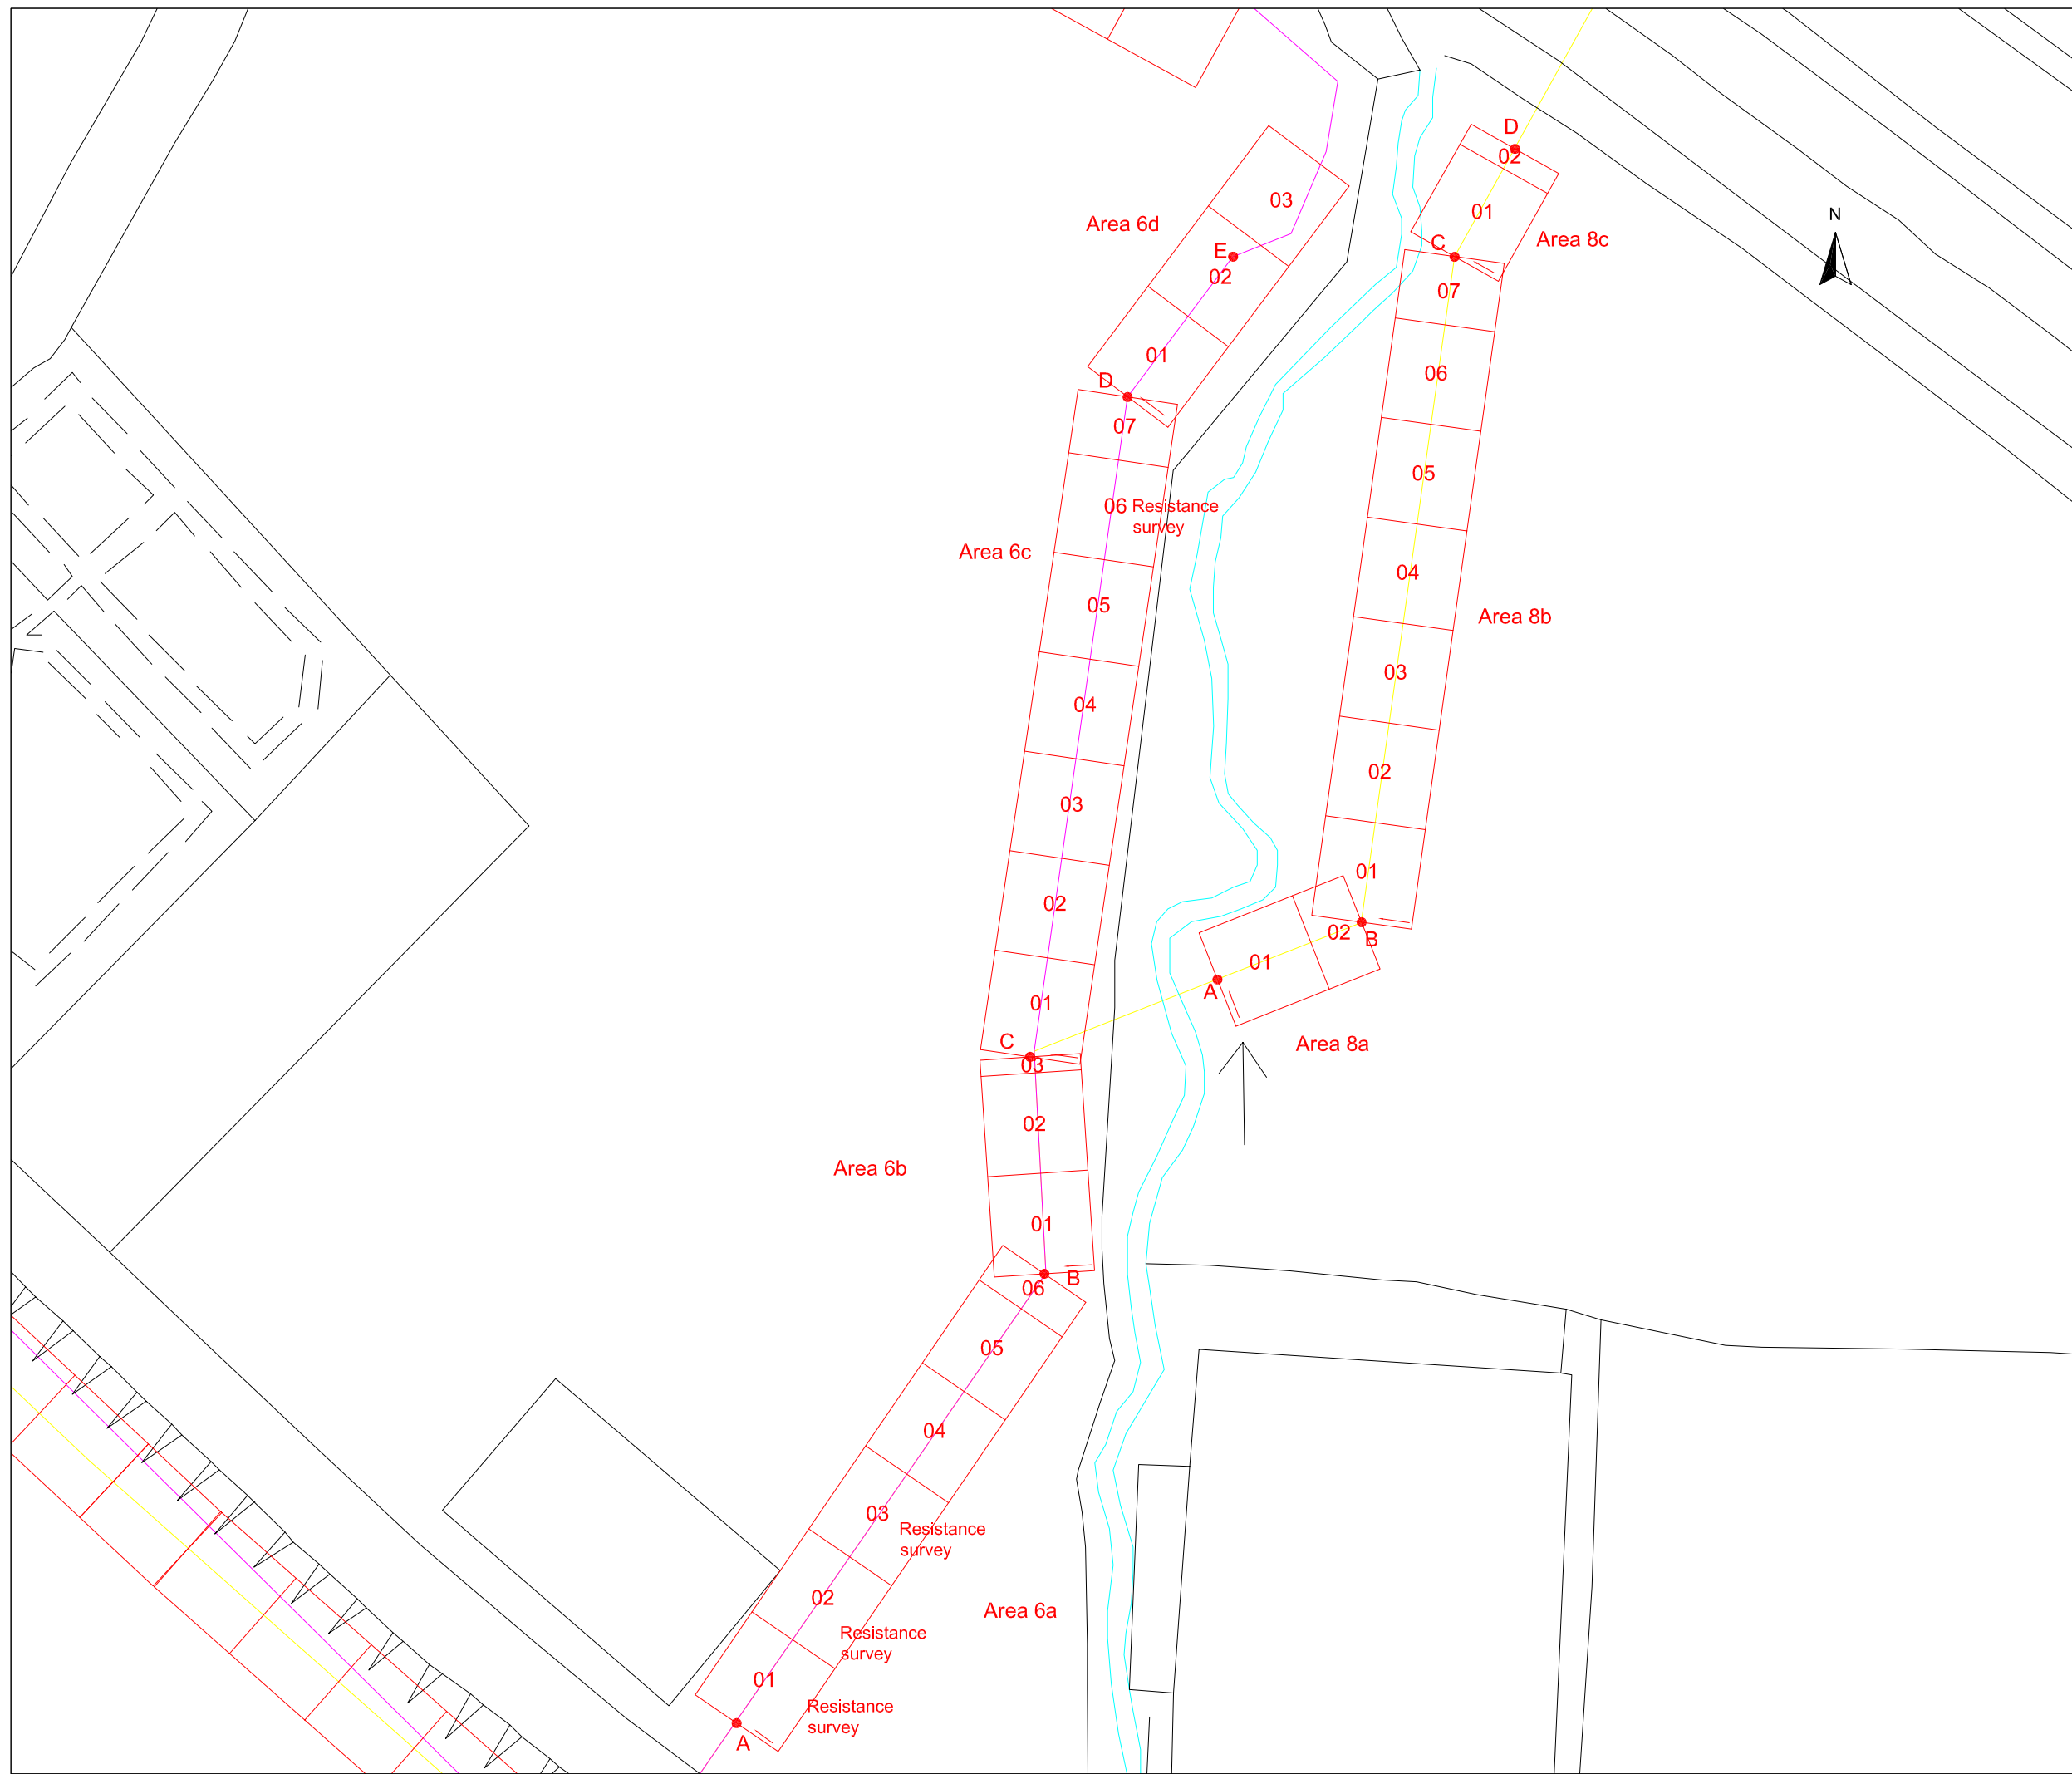 D
02
03
01
N
Area 6d
Area 8c
C
E
02
07
01
06
D
07
05
06 Resistance
survey
Area 6c
04
05
Area 8b
03
04
02
03
01
02
02
B
01
A
01
C
Area 8a
03
02
Area 6b
01
B
06
05
04
03
Resistance
survey
02
Area 6a
Resistance
survey
01
Resistance
survey
A